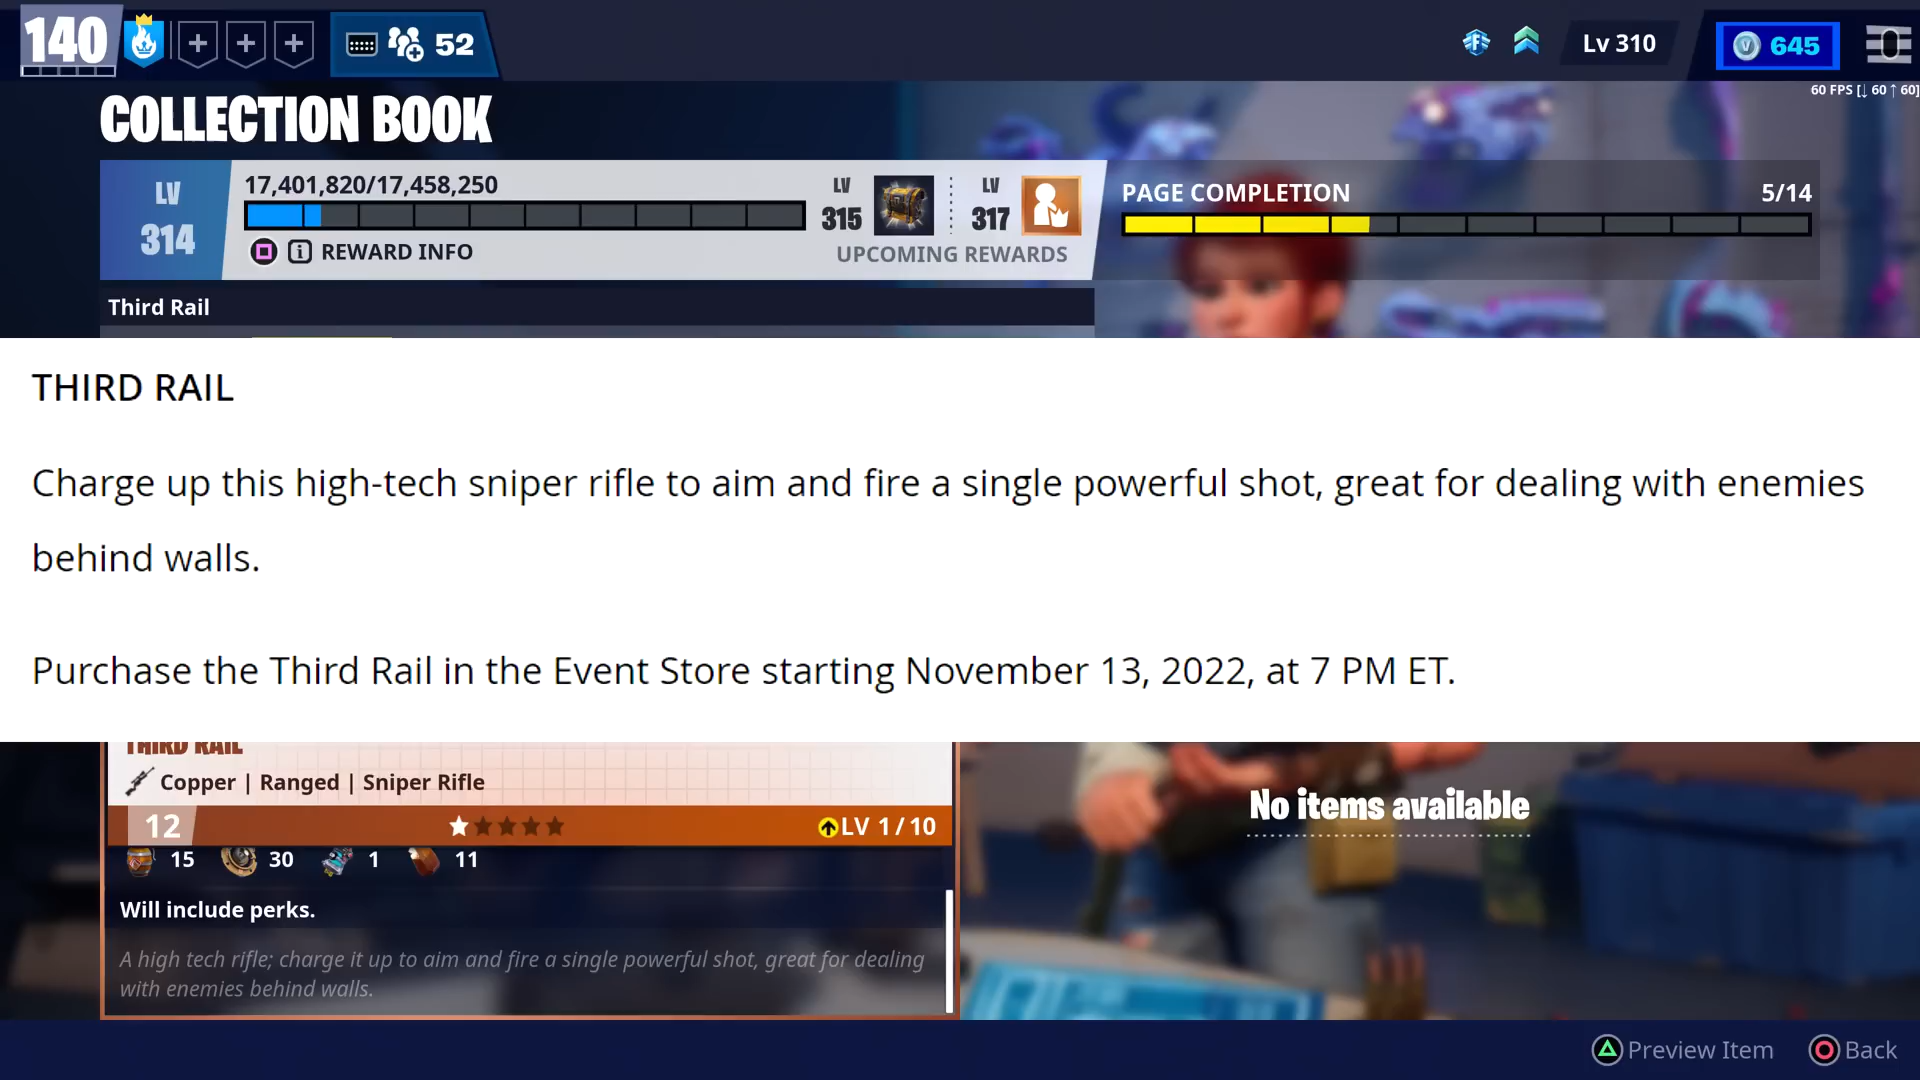 140
52
Lv 310
645
60 FPS [↓ 60 ↑ 60]
COLLECTION BOOK
LV
314
17,401,820/17,458,250
REWARD INFO
LV
315
LV
317
UPCOMING REWARDS
PAGE COMPLETION
5/14
Third Rail
THIRD RAIL
Charge up this high-tech sniper rifle to aim and fire a single powerful shot, great for dealing with enemies
behind walls.
Purchase the Third Rail in the Event Store starting November 13, 2022, at 7 PM ET.
THIRD RAIL
Copper | Ranged | Sniper Rifle
12
LV 1 / 10
15
30
1
11
Will include perks.
A high tech rifle; charge it up to aim and fire a single powerful shot, great for dealing
with enemies behind walls.
No items available
Preview Item
Back